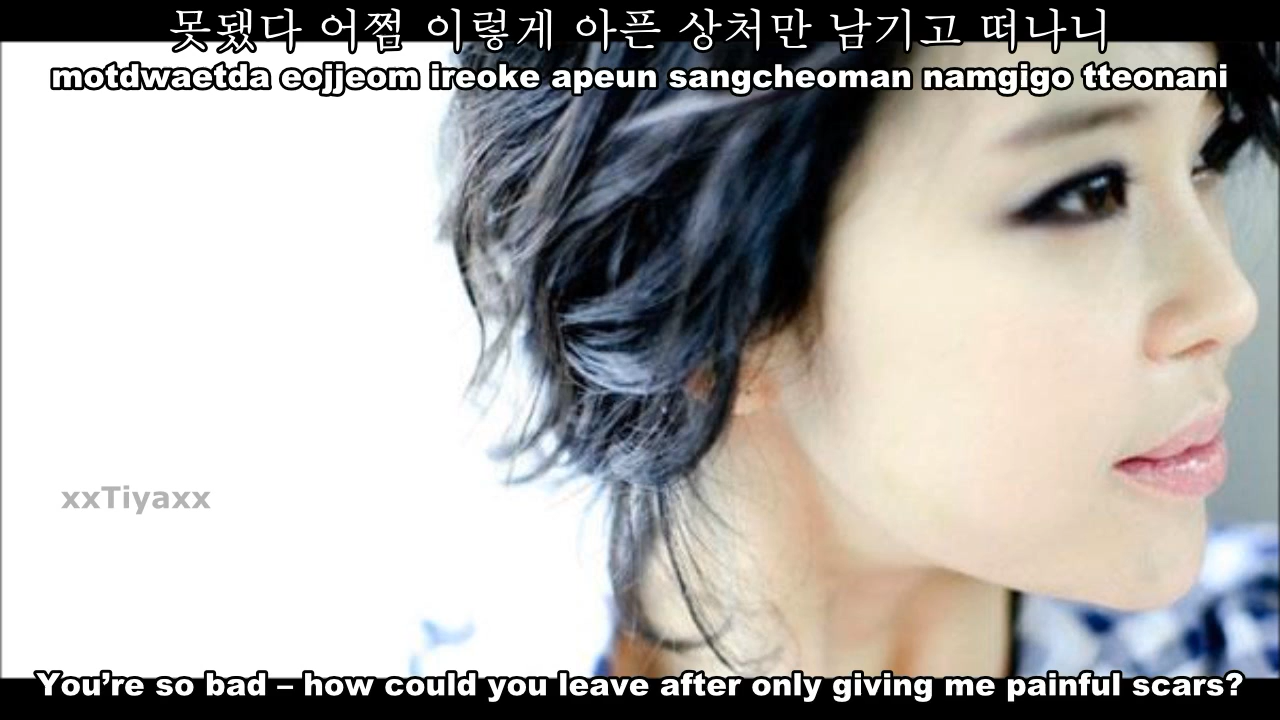 못됐다 어쩜 이렇게 아픈 상처만 남기고 떠나니
motdwaetda eojjeom ireoke apeun sangcheoman namgigo tteonani
xxTiyaxx
You're so bad – how could you leave after only giving me painful scars?